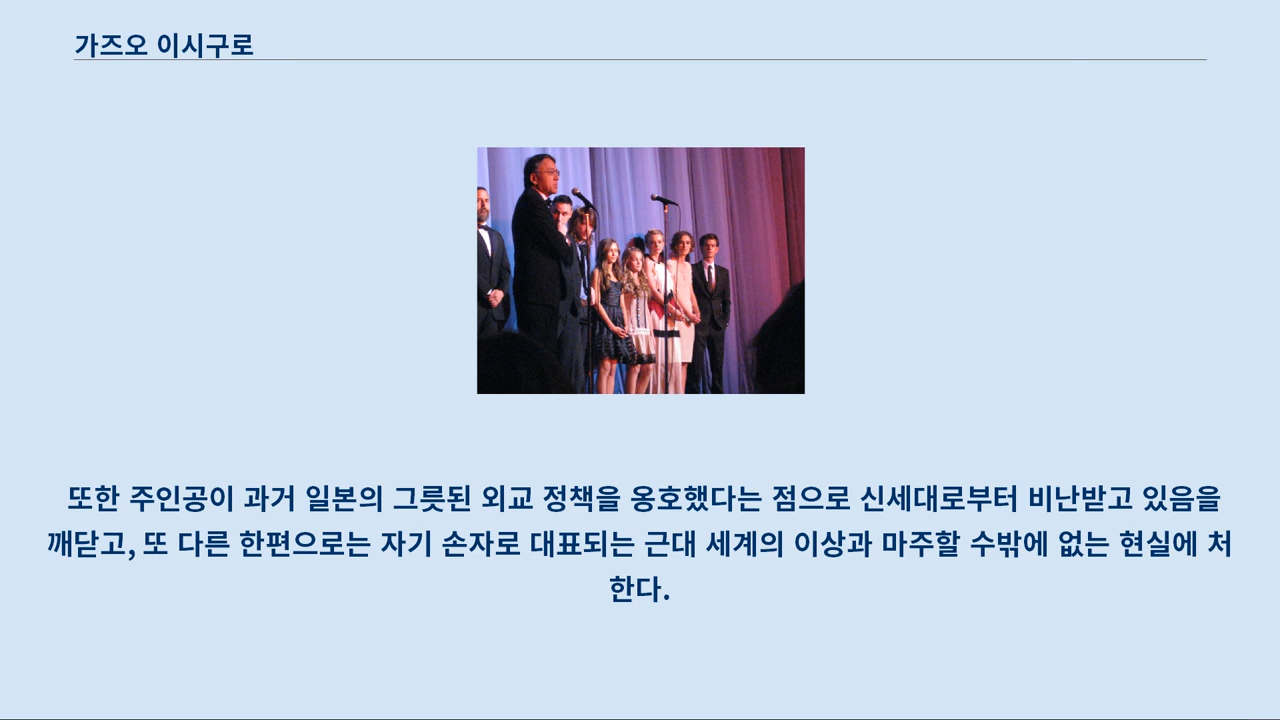 가즈오 이시구로
또한 주인공이 과거 일본의 그릇된 외교 정책을 옹호했다는 점으로 신세대로부터 비난받고 있음을
깨닫고, 또 다른 한편으로는 자기 손자로 대표되는 근대 세계의 이상과 마주할 수밖에 없는 현실에 처
한다.